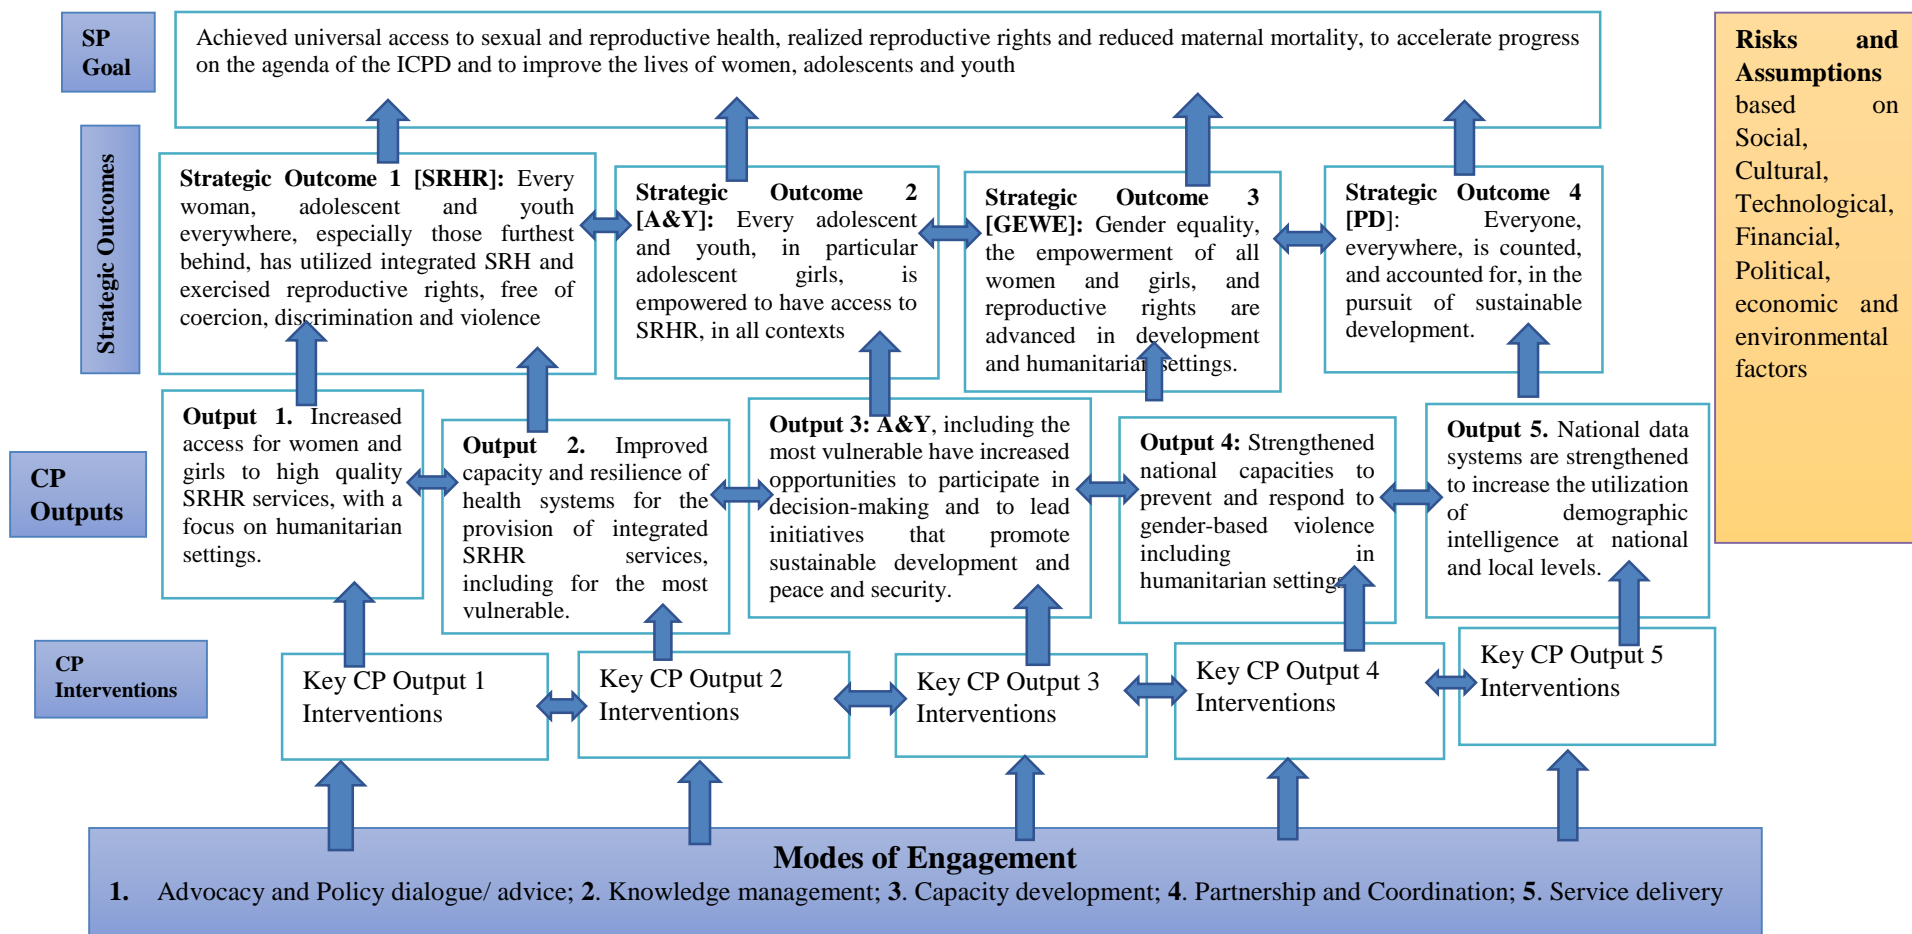 SP
Goal
Achieved universal access to sexual and reproductive health, realized reproductive rights and reduced maternal mortality, to accelerate progress
on the agenda of the ICPD and to improve the lives of women, adolescents and youth
Risks and
Assumptions
based on
Social,
Cultural,
Technological,
Financial,
Political,
economic and
environmental
factors
Strategic Outcomes
Strategic Outcome 1 [SRHR]: Every
woman, adolescent and youth
everywhere, especially those furthest
behind, has utilized integrated SRH and
exercised reproductive rights, free of
coercion, discrimination and violence
Strategic Outcome 2
[A&Y]: Every adolescent
and youth, in particular
adolescent girls, is
empowered to have access to
SRHR, in all contexts
Strategic Outcome 3
[GEWE]: Gender equality,
the empowerment of all
women and girls, and
reproductive rights are
advanced in development
and humanitarian settings.
Strategic Outcome 4
[PD]: Everyone,
everywhere, is counted,
and accounted for, in the
pursuit of sustainable
development.
CP
Outputs
Output 1. Increased
access for women and
girls to high quality
SRHR services, with a
focus on humanitarian
settings.
Output 2. Improved
capacity and resilience of
health systems for the
provision of integrated
SRHR services,
including for the most
vulnerable.
Output 3: A&Y, including the
most vulnerable have increased
opportunities to participate in
decision-making and to lead
initiatives that promote
sustainable development and
peace and security.
Output 4: Strengthened
national capacities to
prevent and respond to
gender-based violence
including in
humanitarian settings
Output 5. National data
systems are strengthened
to increase the utilization
of demographic
intelligence at national
and local levels.
CP
Interventions
Key CP Output 1
Interventions
Key CP Output 2
Interventions
Key CP Output 3
Interventions
Key CP Output 4
Interventions
Key CP Output 5
Interventions
Modes of Engagement
1. Advocacy and Policy dialogue/ advice; 2. Knowledge management; 3. Capacity development; 4. Partnership and Coordination; 5. Service delivery